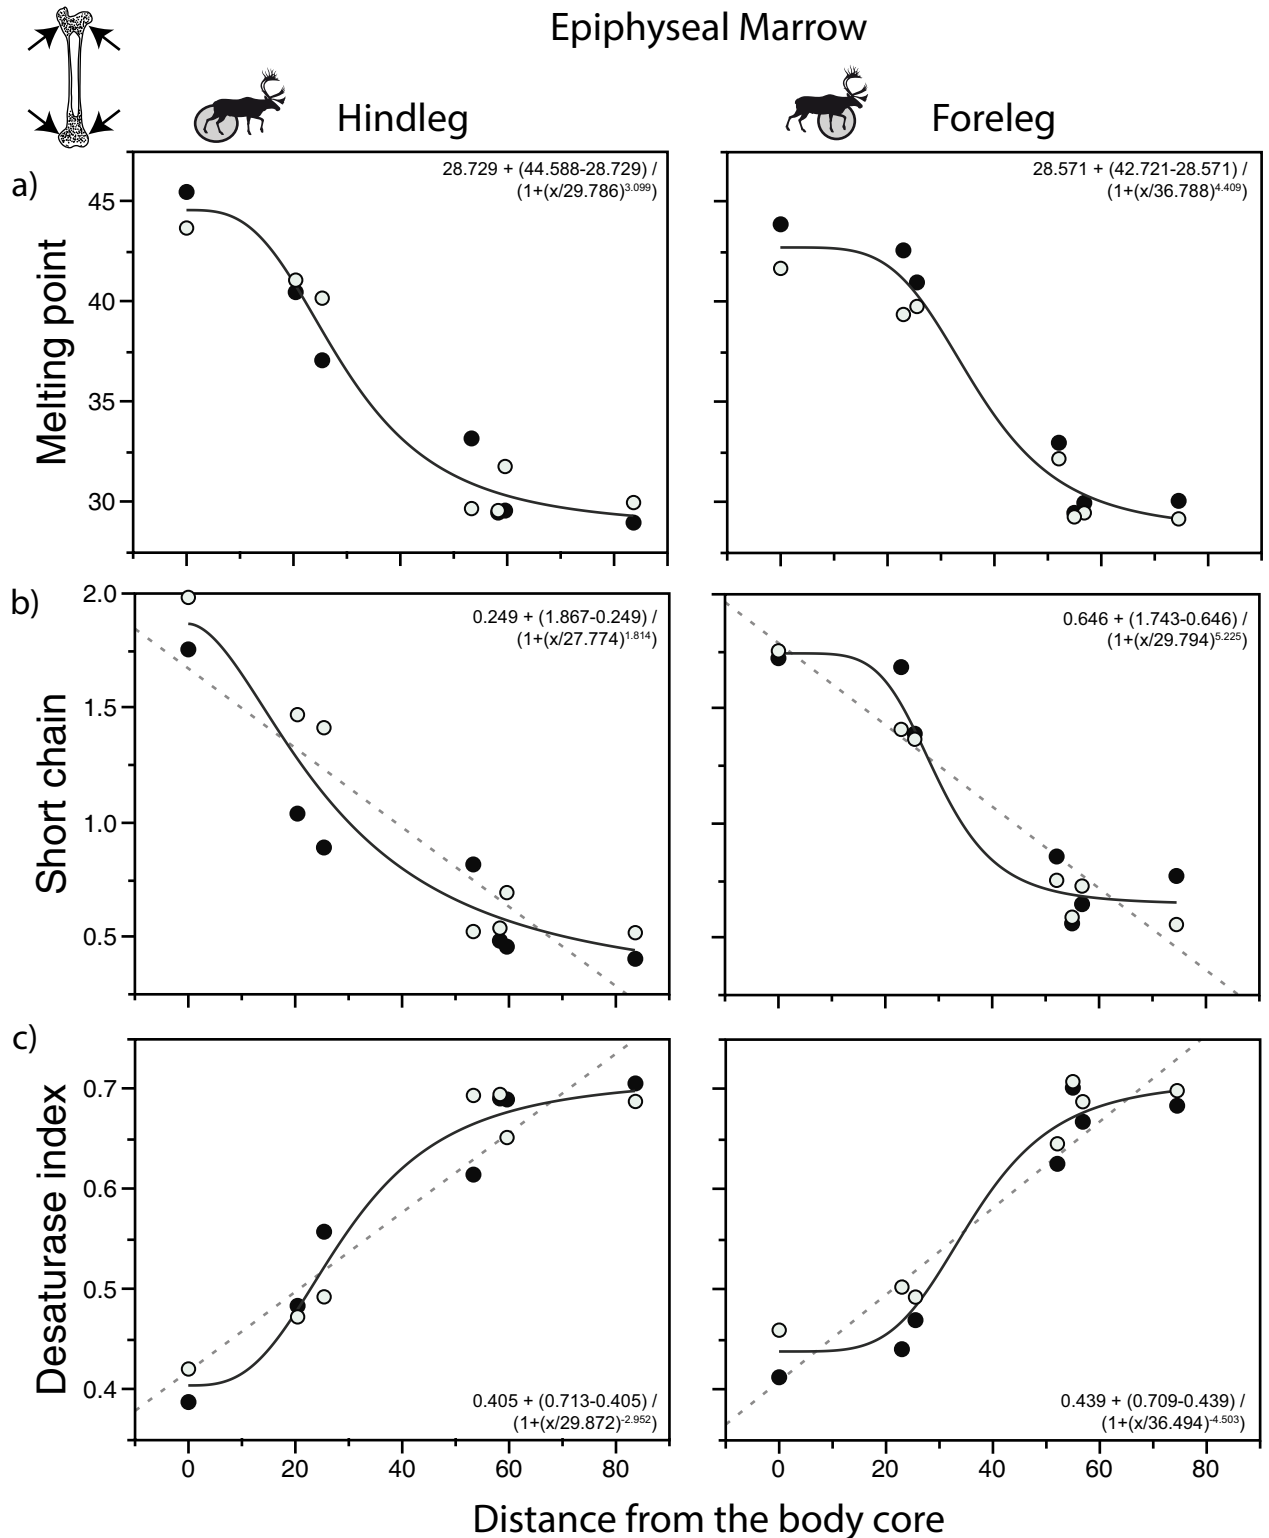 Epiphyseal Marrow
Hindleg
Foreleg
a)
28.729 + (44.588-28.729) /
(1+(x/29.786)3.099)
28.571 + (42.721-28.571) /
(1+(x/36.788)4.409)
Melting point
45
40
35
30
b)
0.249 + (1.867-0.249) /
(1+(x/27.774)1.814)
0.646 + (1.743-0.646) /
(1+(x/29.794)5.225)
Short chain
2.0
1.5
1.0
0.5
c)
Desaturase index
0.7
0.6
0.5
0.4
0.405 + (0.713-0.405) /
(1+(x/29.872)-2.952)
0.439 + (0.709-0.439) /
(1+(x/36.494)-4.503)
0 20 40 60 80
0 20 40 60 80
Distance from the body core